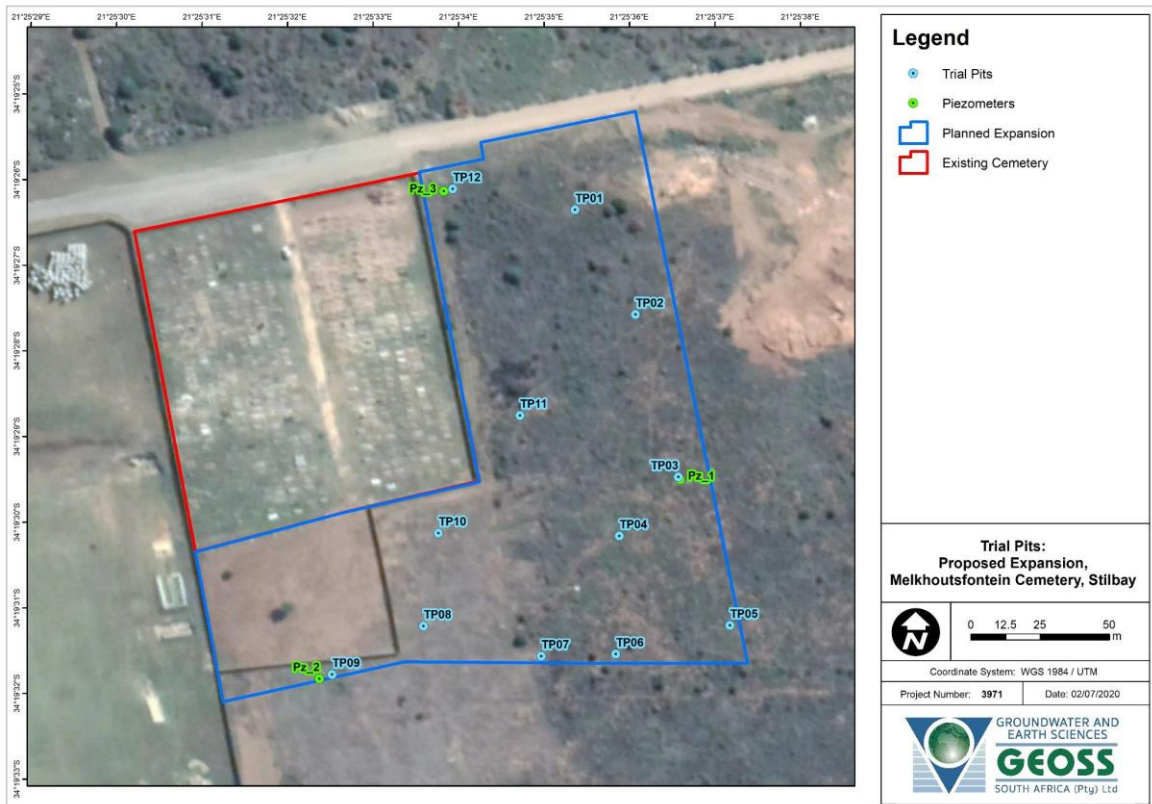 21°25'29"E 21°25'30"E 21°25'31"E 21°25'32"E 21°25'33"E 21°25'34"E 21°25'35"E 21°25'36"E 21°25'37"E 21°25'38"E
34°19'25"S
34°19'26"S
34°19'27"S
34°19'28"S
34°19'29"S
34°19'30"S
34°19'31"S
34°19'32"S
34°19'33"S
Pz_3 TP12
TP01
TP02
TP11
TP03 Pz_1
TP10 TP04
TP08 TP05
TP07 TP06
Pz_2 TP09
Legend
Trial Pits
Piezometers
Planned Expansion
Existing Cemetery
Trial Pits:
Proposed Expansion,
Melkhoutsfontein Cemetery, Stilbay
N
0 12.5 25 50
m
Coordinate System: WGS 1984 / UTM
Project Number: 3971 Date: 02/07/2020
GROUNDWATER AND
EARTH SCIENCES
GEOSS
SOUTH AFRICA (Pty) Ltd